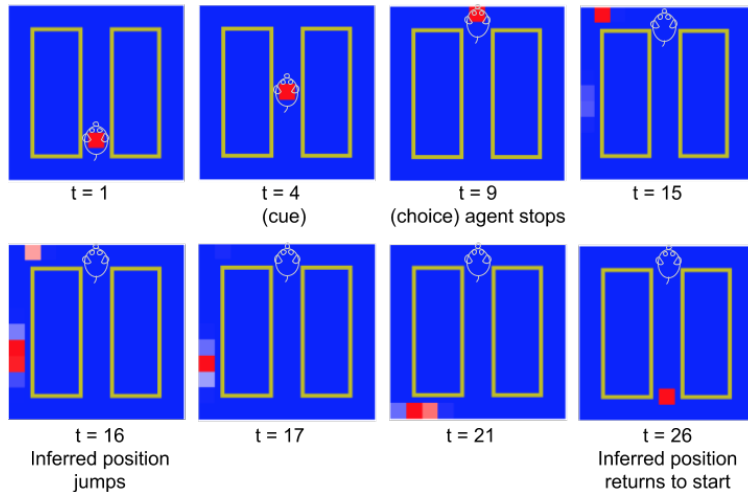 t = 1
t = 4
(cue)
t = 9
(choice) agent stops
t = 15
t = 16
Inferred position
jumps
t = 17
t = 21
t = 26
Inferred position
returns to start